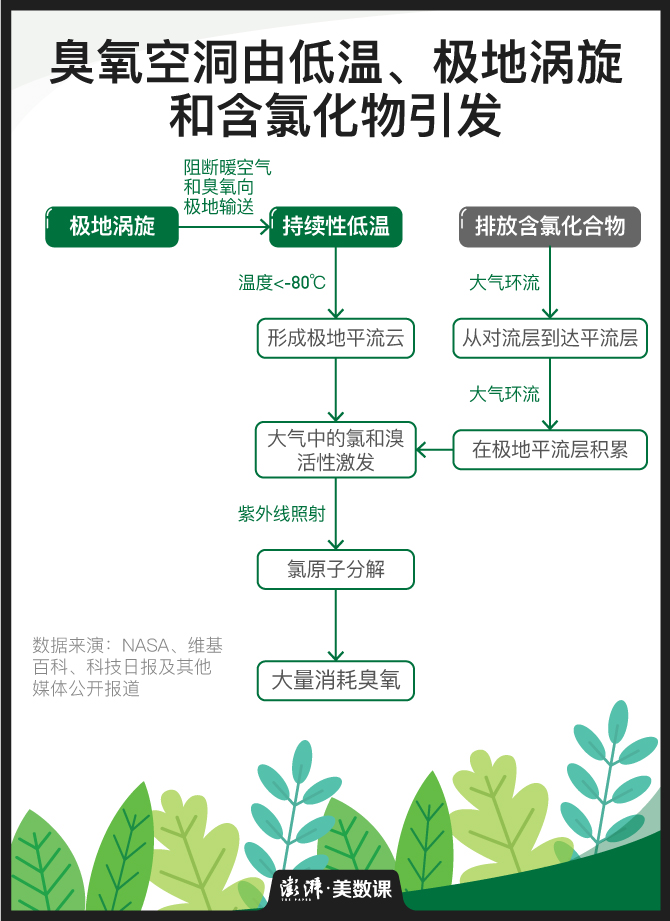 臭氧空洞由低温、极地涡旋
和含氯化物引发
阻断暖空气
和臭氧向
极地输送
极地涡旋
持续性低温
排放含氯化合物
温度<-80℃
大气环流
形成极地平流云
从对流层到达平流层
大气环流
大气中的氯和溴
活性激发
在极地平流层积累
紫外线照射
氯原子分解
数据来演：NASA、维基
百科、科技日报及其他
媒体公开报道
大量消耗臭氧
澎湃·美数课
THE PAPER